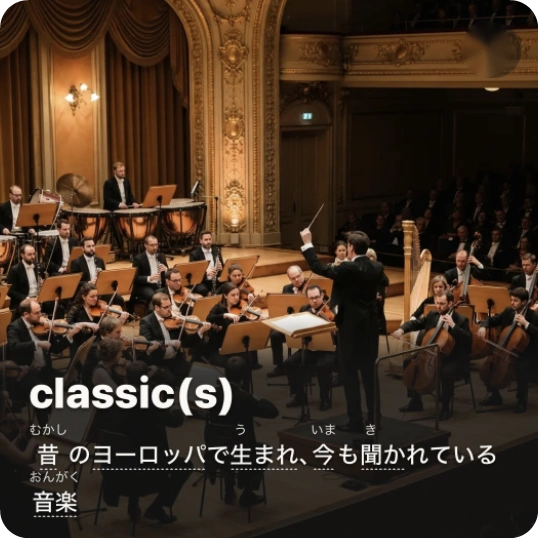 classic(s)
むかし う いま き
昔のヨーロッパで生まれ、今も聞かれている
おんがく
音楽